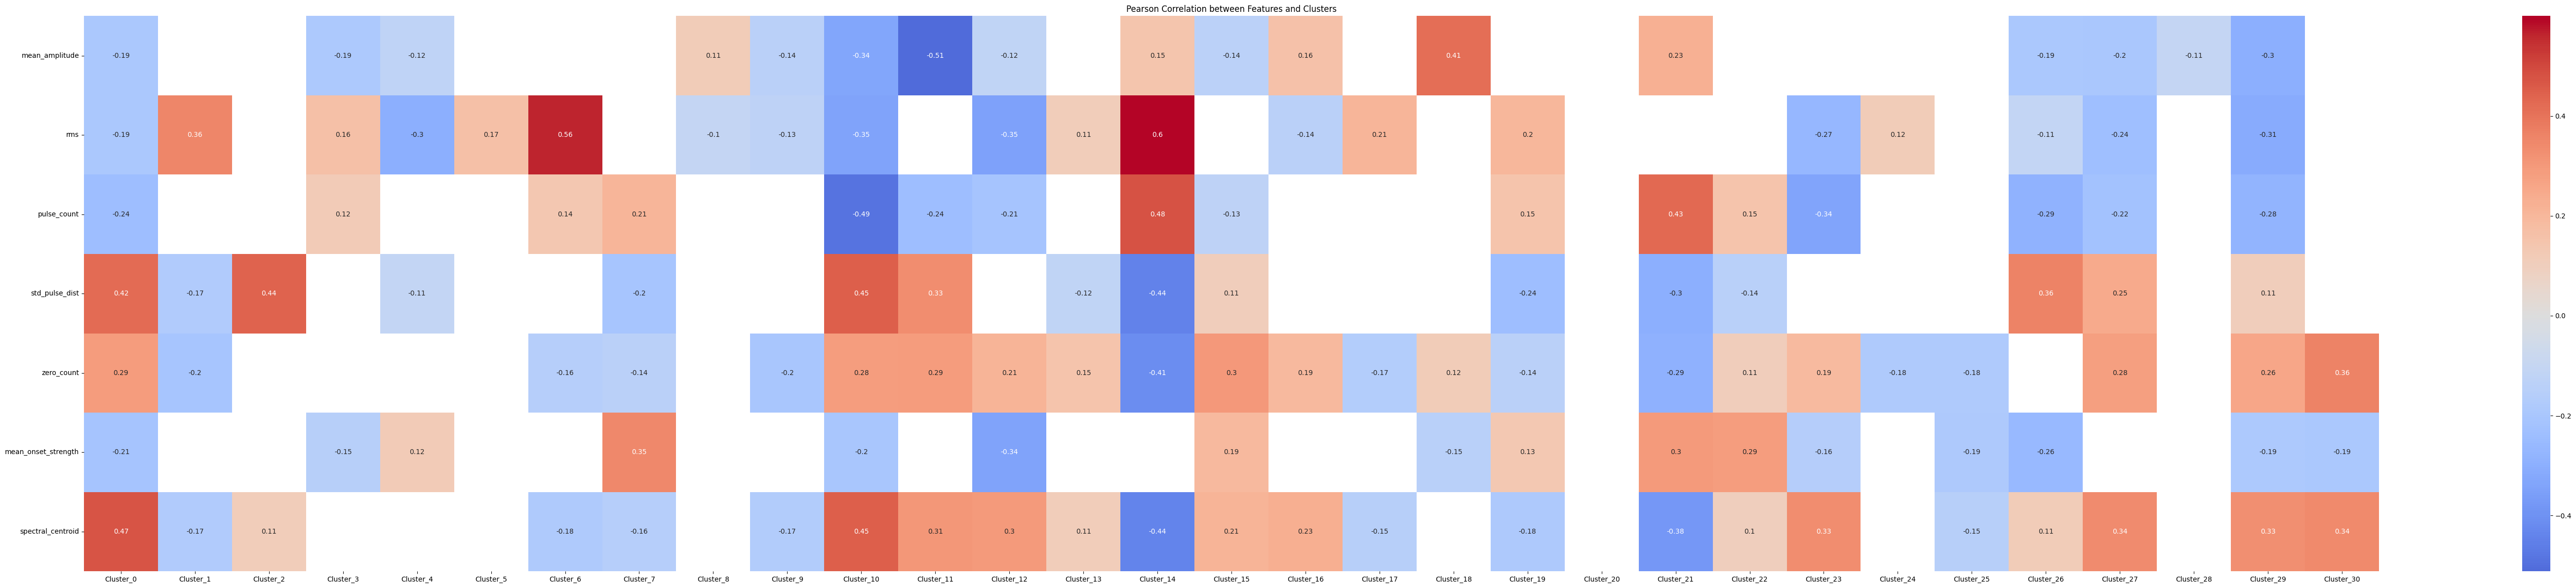 Pearson Correlation between Features and Clusters
mean_amplitude -0.19 -0.19 -0.12 0.11 -0.14 -0.34 -0.51 -0.12 0.15 -0.14 0.16 0.41 0.23 -0.19 -0.2 -0.11 -0.3
rms -0.19 0.36 0.16 -0.3 0.17 0.56 -0.1 -0.13 -0.35 -0.35 0.11 0.6 -0.14 0.21 0.2 -0.27 0.12 -0.11 -0.24 -0.31
0.4
pulse_count -0.24 0.12 0.14 0.21 -0.49 -0.24 -0.21 0.48 -0.13 0.15 0.43 0.15 -0.34 -0.29 -0.22 -0.28
0.2
std_pulse_dist 0.42 -0.17 0.44 -0.11 -0.2 0.45 0.33 -0.12 -0.44 0.11 -0.24 -0.3 -0.14 0.36 0.25 0.11
0.0
zero_count 0.29 -0.2 -0.16 -0.14 -0.2 0.28 0.29 0.21 0.15 -0.41 0.3 0.19 -0.17 0.12 -0.14 -0.29 0.11 0.19 -0.18 -0.18 0.28 0.26 0.36
−0.2
mean_onset_strength -0.21 -0.15 0.12 0.35 -0.2 -0.34 0.19 -0.15 0.13 0.3 0.29 -0.16 -0.19 -0.26 -0.19 -0.19
−0.4
spectral_centroid 0.47 -0.17 0.11 -0.18 -0.16 -0.17 0.45 0.31 0.3 0.11 -0.44 0.21 0.23 -0.15 -0.18 -0.38 0.1 0.33 -0.15 0.11 0.34 0.33 0.34
Cluster_0 Cluster_1 Cluster_2 Cluster_3 Cluster_4 Cluster_5 Cluster_6 Cluster_7 Cluster_8 Cluster_9 Cluster_10 Cluster_11 Cluster_12 Cluster_13 Cluster_14 Cluster_15 Cluster_16 Cluster_17 Cluster_18 Cluster_19 Cluster_20 Cluster_21 Cluster_22 Cluster_23 Cluster_24 Cluster_25 Cluster_26 Cluster_27 Cluster_28 Cluster_29 Cluster_30